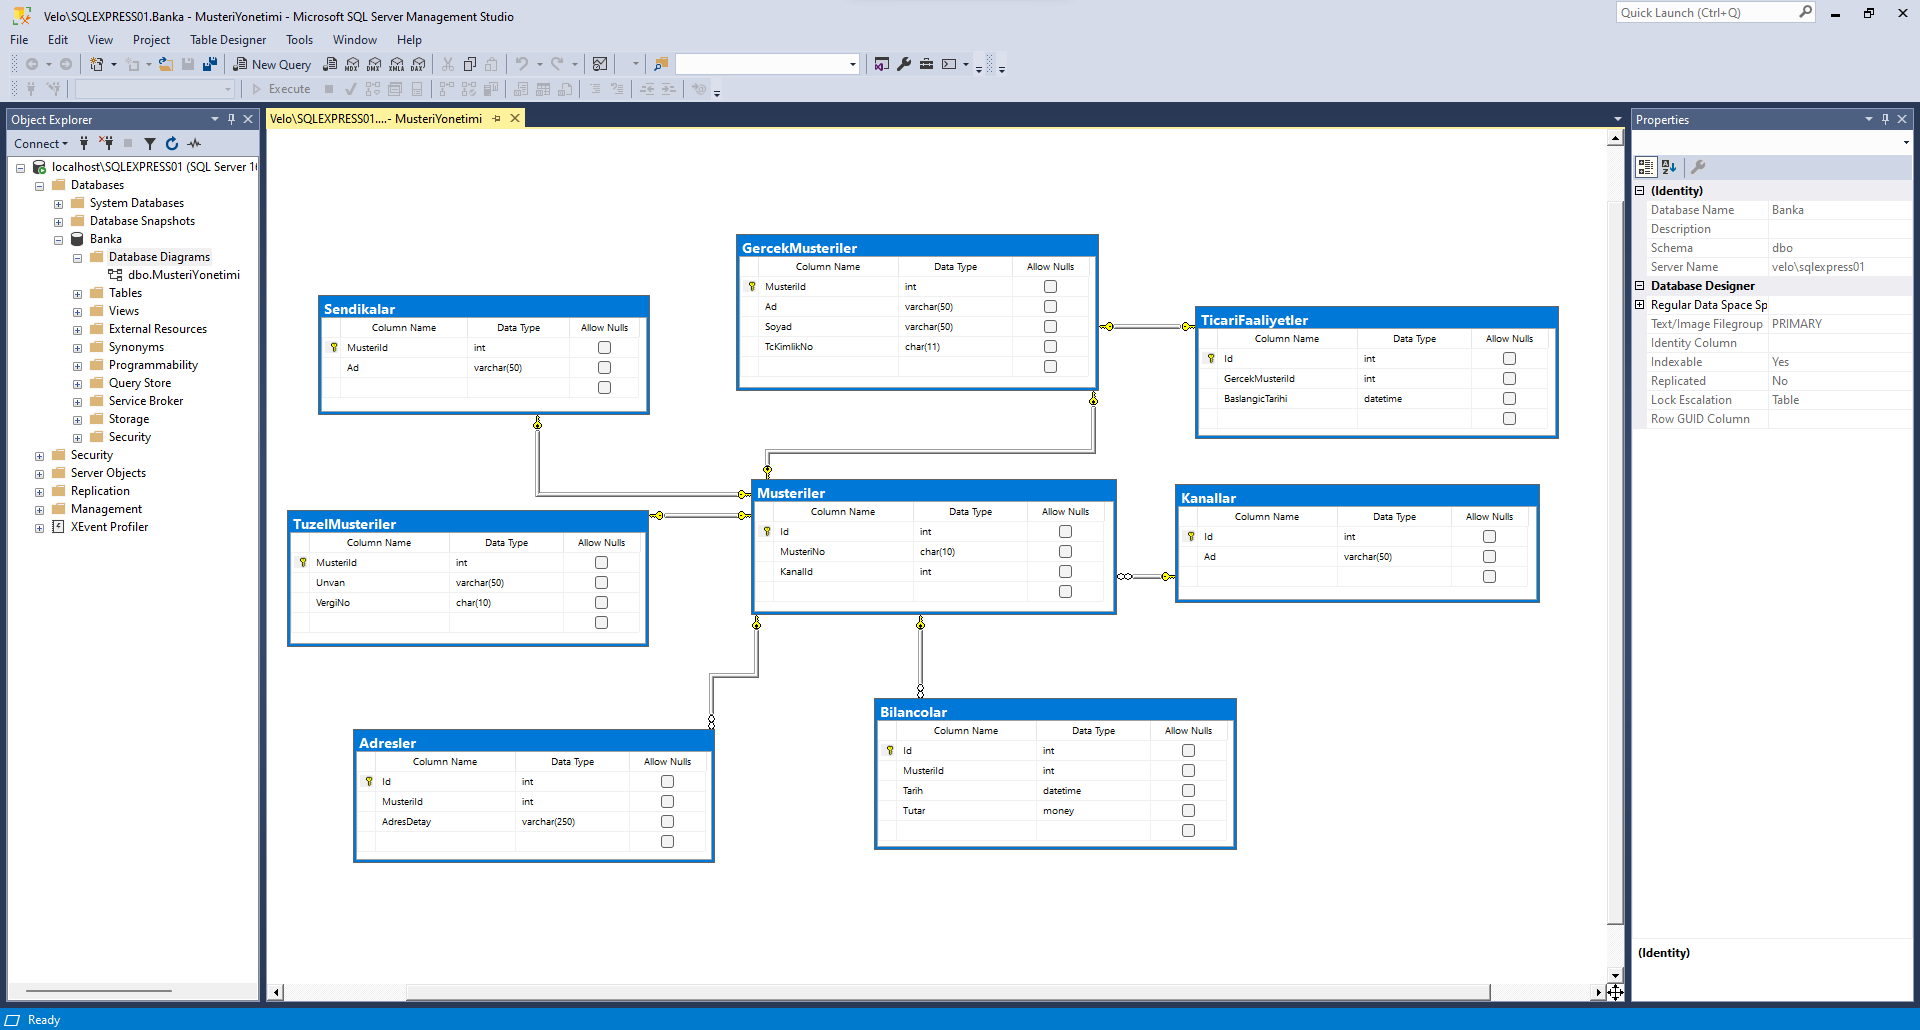 Velo\SQLEXPRESS01.Banka - MusteriYonetimi - Microsoft SQL Server Management Studio
Quick Launch (Ctrl+Q)
File Edit View Project Table Designer Tools Window Help
New Query MDX DMX XMLA DAX
Execute
Object Explorer
Connect
localhost\SQLEXPRESS01 (SQL Server 1
Databases
System Databases
Database Snapshots
Banka
Database Diagrams
dbo.MusteriYonetimi
Tables
Views
External Resources
Synonyms
Programmability
Query Store
Service Broker
Storage
Security
Security
Server Objects
Replication
Management
XEvent Profiler
Velo\SQLEXPRESS01....- MusteriYonetimi
Sendikalar
Column Name Data Type Allow Nulls
MusteriId int
Ad varchar(50)
GercekMusteriler
Column Name Data Type Allow Nulls
MusteriId int
Ad varchar(50)
Soyad varchar(50)
TcKimlikNo char(11)
TicariFaaliyetler
Column Name Data Type Allow Nulls
Id int
GercekMusteriId int
BaslangicTarihi datetime
TuzelMusteriler
Column Name Data Type Allow Nulls
MusteriId int
Unvan varchar(50)
VergiNo char(10)
Musteriler
Column Name Data Type Allow Nulls
Id int
MusteriNo char(10)
KanalId int
Kanallar
Column Name Data Type Allow Nulls
Id int
Ad varchar(50)
Adresler
Column Name Data Type Allow Nulls
Id int
MusteriId int
AdresDetay varchar(250)
Bilancolar
Column Name Data Type Allow Nulls
Id int
MusteriId int
Tarih datetime
Tutar money
Properties
(Identity)
Database Name Banka
Description
Schema dbo
Server Name velo\sqlexpress01
Database Designer
Regular Data Space Sp
Text/Image Filegroup PRIMARY
Identity Column
Indexable Yes
Replicated No
Lock Escalation Table
Row GUID Column
(Identity)
Ready